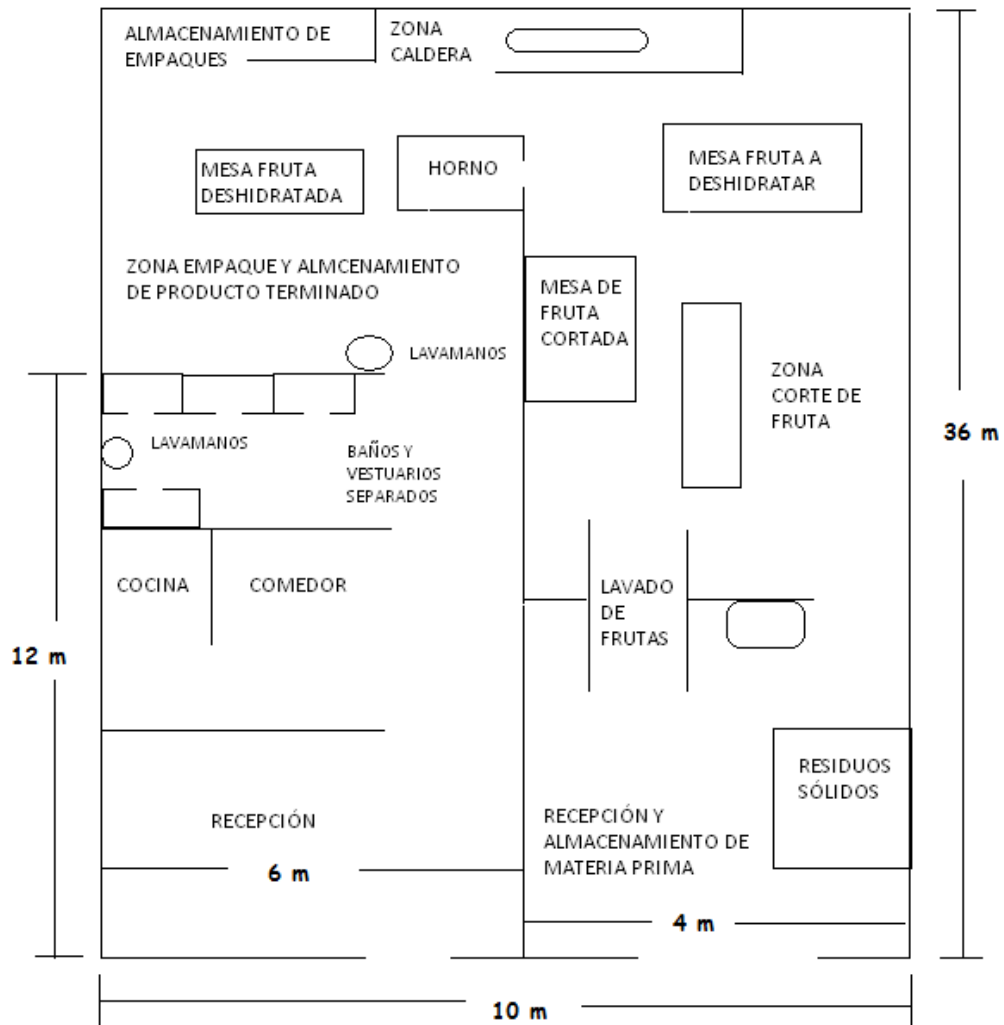 ALMACENAMIENTO DE
EMPAQUES
ZONA
CALDERA
MESA FRUTA
DESHIDRATADA
HORNO
MESA FRUTA A
DESHIDRATAR
ZONA EMPAQUE Y ALMCENAMIENTO
DE PRODUCTO TERMINADO
MESA DE
FRUTA
CORTADA
LAVAMANOS
ZONA
CORTE DE
FRUTA
36 m
LAVAMANOS
BAÑOS Y
VESTUARIOS
SEPARADOS
COCINA
COMEDOR
LAVADO
DE
FRUTAS
12 m
RESIDUOS
SÓLIDOS
RECEPCIÓN
RECEPCIÓN Y
ALMACENAMIENTO DE
MATERIA PRIMA
6 m
4 m
10 m